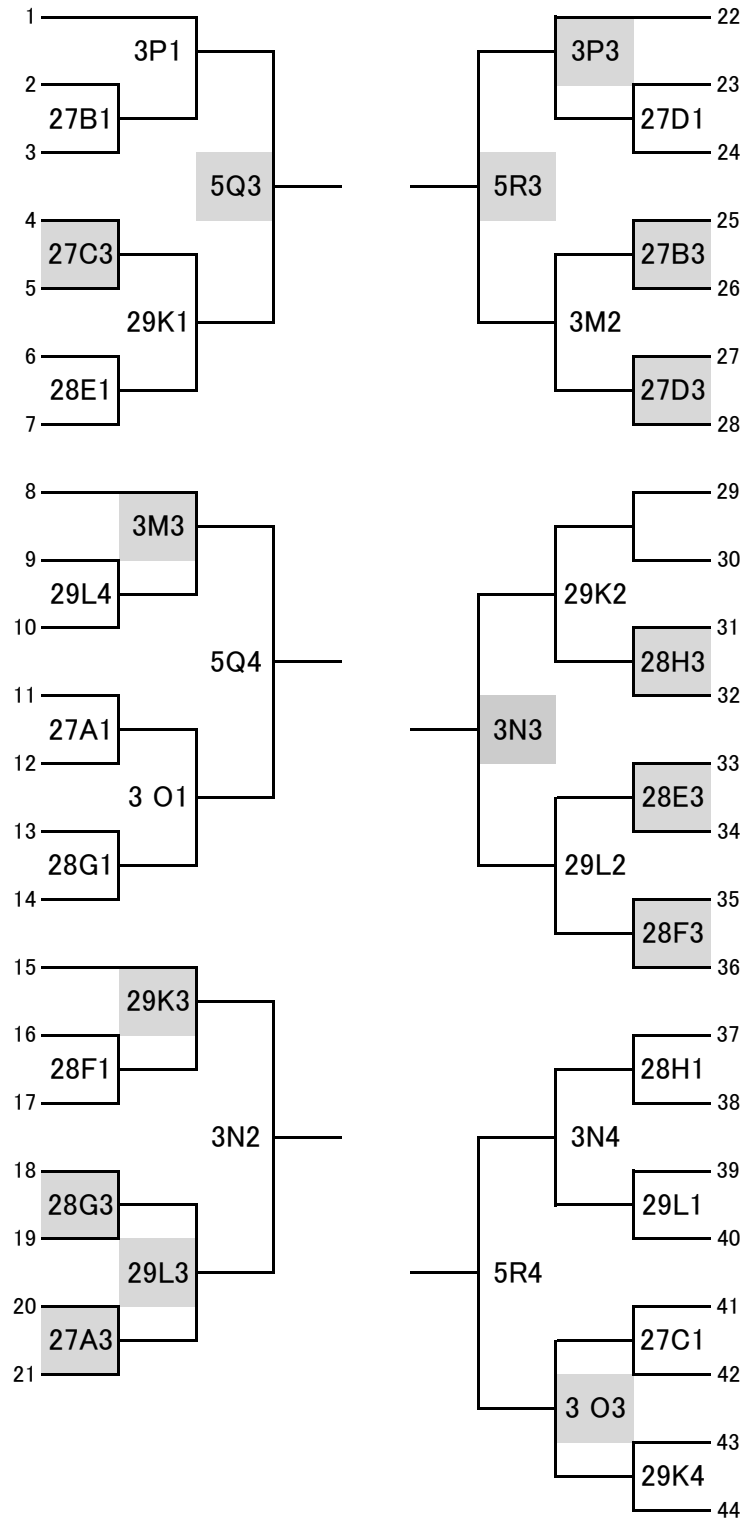 1
3P1
2
27B1
3
5Q3
4
27C3
5
29K1
6
28E1
7
8
3M3
9
29L4
10
5Q4
11
27A1
12
3 O1
13
28G1
14
15
29K3
16
28F1
17
3N2
18
28G3
19
29L3
20
27A3
21
22
3P3
23
27D1
24
5R3
25
27B3
26
3M2
27
27D3
28
29
30
29K2
31
28H3
32
3N3
33
28E3
34
29L2
35
28F3
36
37
28H1
38
3N4
39
29L1
40
5R4
41
27C1
42
3 O3
43
29K4
44